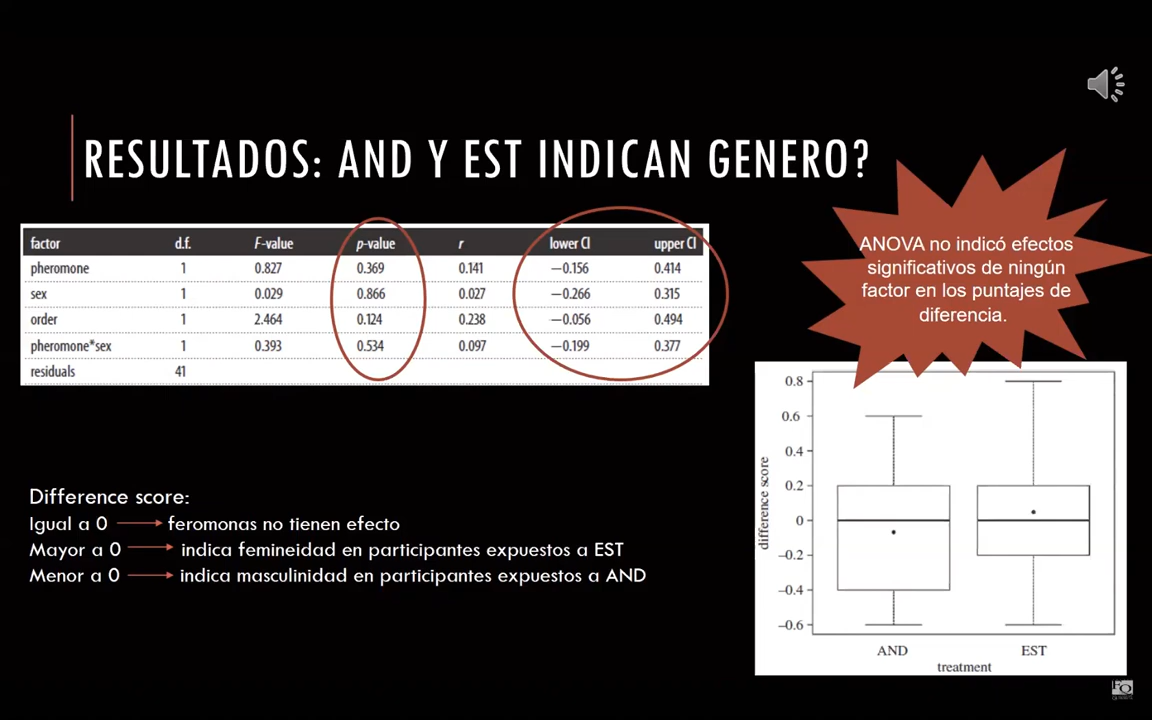 RESULTADOS: AND Y EST INDICAN GENERO?
factor d.f. F-value p-value r lower CI upper CI
pheromone 1 0.827 0.369 0.141 —0.156 0.414
sex 1 0.029 0.866 0.027 —0.266 0.315
order 1 2.464 0.124 0.238 —0.056 0.494
pheromone*sex 1 0.393 0.534 0.097 —0.199 0.377
residuals 41
ANOVA no indicó efectos
significativos de ningún
factor en los puntajes de
diferencia.
Difference score:
Igual a 0 feromonas no tienen efecto
Mayor a 0 indica femineidad en participantes expuestos a EST
Menor a 0 indica masculinidad en participantes expuestos a AND
difference score
0.8
0.6
0.4
0.2
0
–0.2
–0.4
–0.6
AND EST
treatment